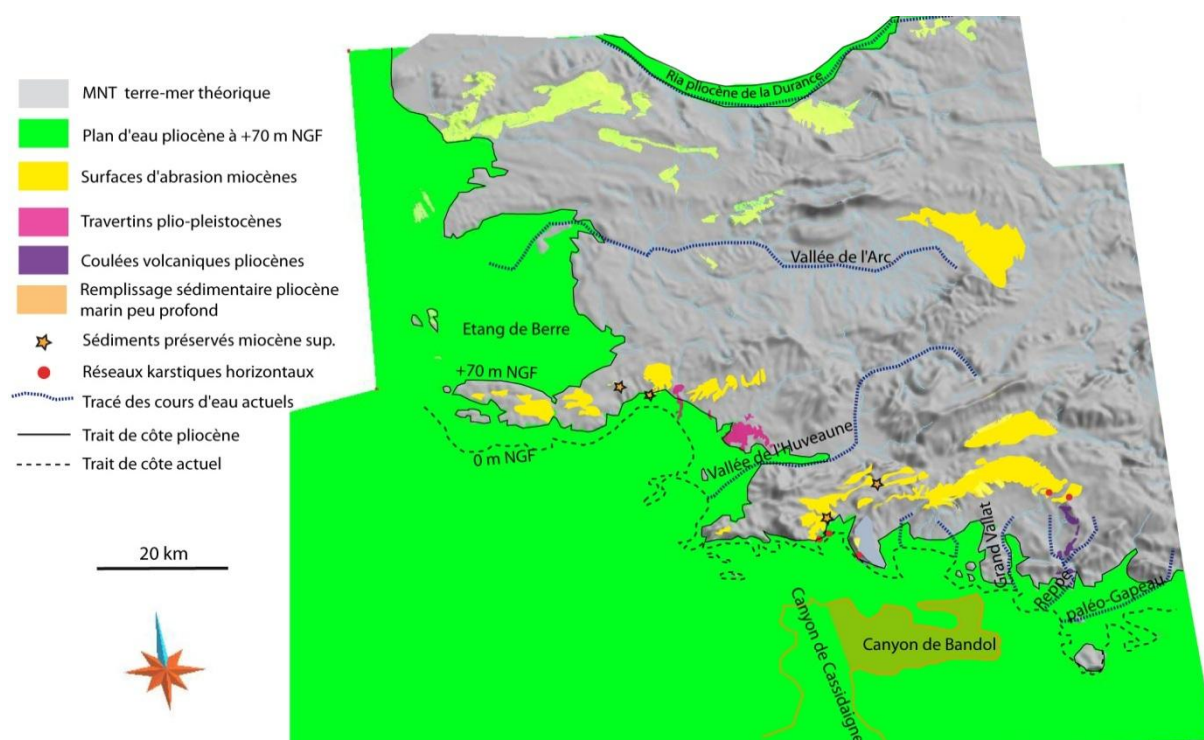 MNT terre-mer théorique
Plan d'eau pliocène à +70 m NGF
Surfaces d'abrasion miocènes
Travertins plio-pleistocènes
Coulées volcaniques pliocènes
Remplissage sédimentaire pliocène
marin peu profond
Sédiments préservés miocène sup.
Réseaux karstiques horizontaux
Tracé des cours d'eau actuels
Trait de côte pliocène
Trait de côte actuel
20 km
Ria pliocène de la Durance
Vallée de l'Arc
Etang de Berre
+70 m NGF
0 m NGF
Vallée de l'Huveaune
Grand Vallat
Reppe
paléo-Gapeau
Canyon de Cassidaigne
Canyon de Bandol